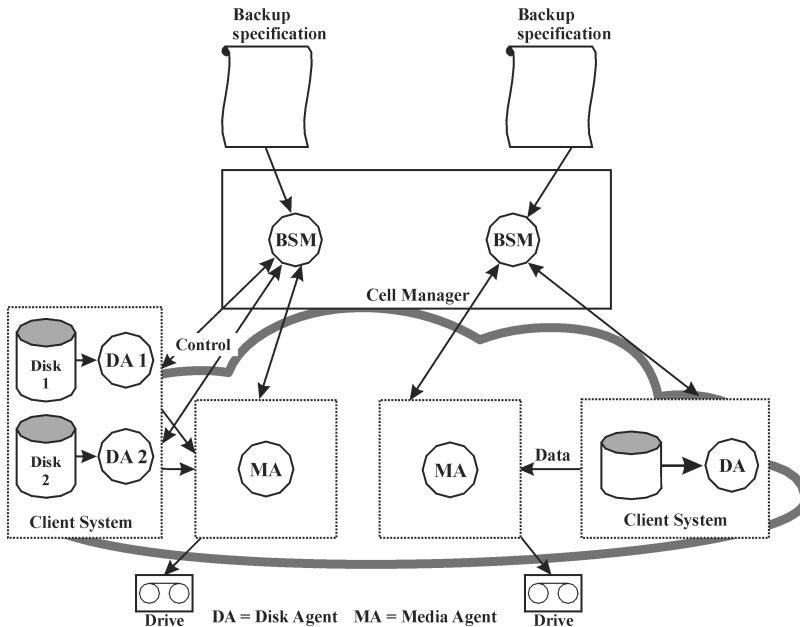 Backup
specification
Backup
specification
BSM
BSM
Cell Manager
Control
Disk
1
DA 1
Disk
2
DA 2
Client System
MA
MA
Data
DA
Client System
Drive
DA = Disk Agent MA = Media Agent
Drive